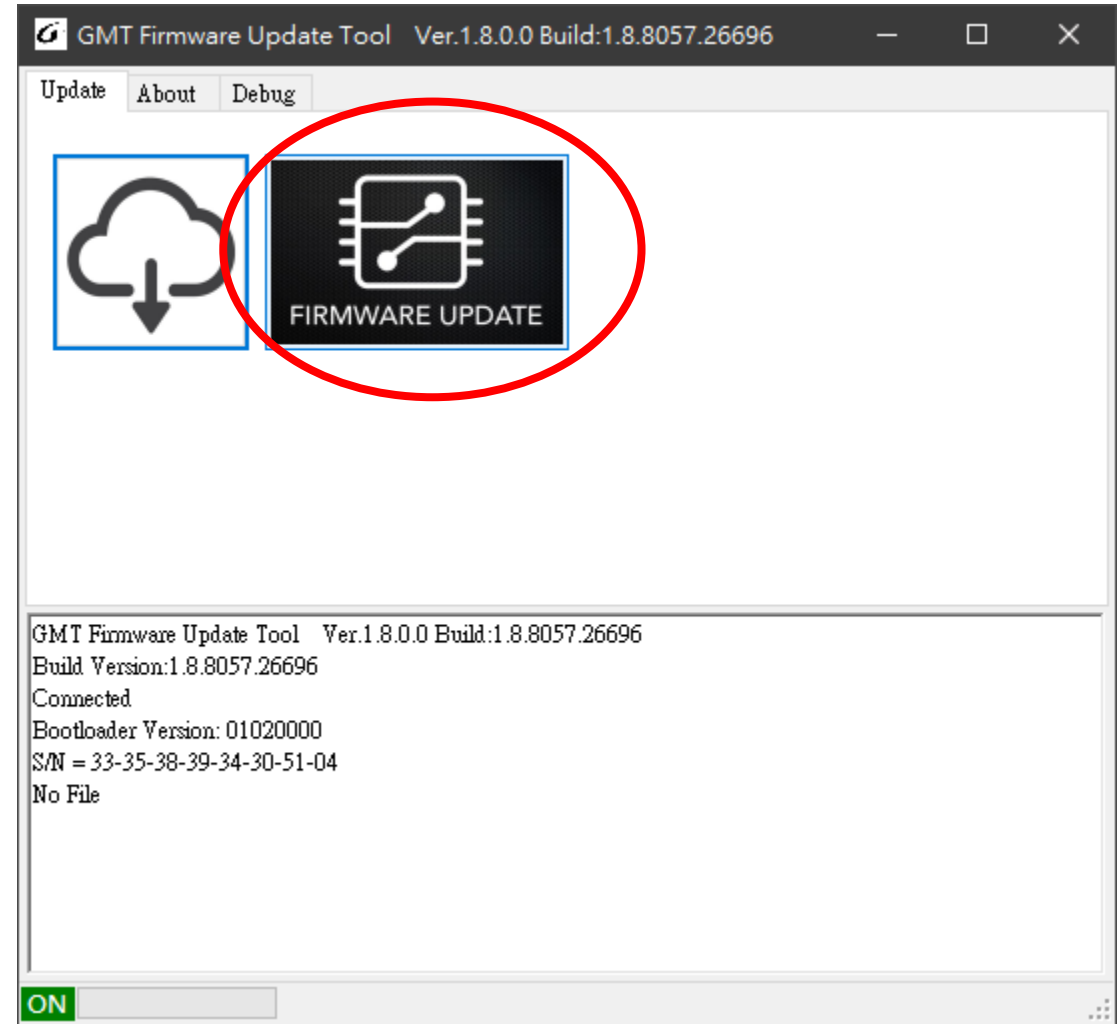 GMT Firmware Update Tool Ver.1.8.0.0 Build:1.8.8057.26696
Update About Debug
FIRMWARE UPDATE
GMT Firmware Update Tool Ver.1.8.0.0 Build:1.8.8057.26696
Build Version:1.8.8057.26696
Connected
Bootloader Version: 01020000
S/N = 33-35-38-39-34-30-51-04
No File
ON